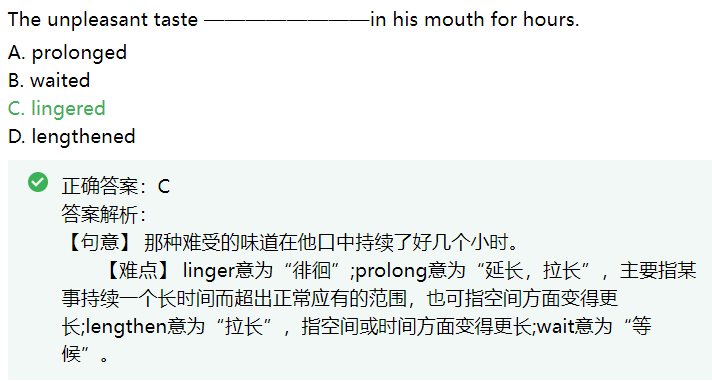 The unpleasant taste ————————in his mouth for hours.
A. prolonged
B. waited
C. lingered
D. lengthened
正确答案：C
答案解析：
【句意】 那种难受的味道在他口中持续了好几个小时。
【难点】 linger意为“徘徊”;prolong意为“延长，拉长”，主要指某
事持续一个长时间而超出正常应有的范围，也可指空间方面变得更
长;lengthen意为“拉长”，指空间或时间方面变得更长;wait意为“等
候”。